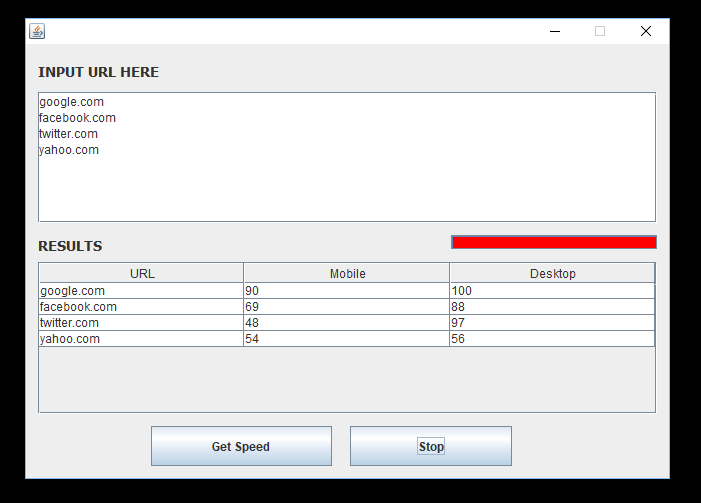 INPUT URL HERE
google.com
facebook.com
twitter.com
yahoo.com
RESULTS
URL Mobile Desktop
google.com 90 100
facebook.com 69 88
twitter.com 48 97
yahoo.com 54 56
Get Speed Stop